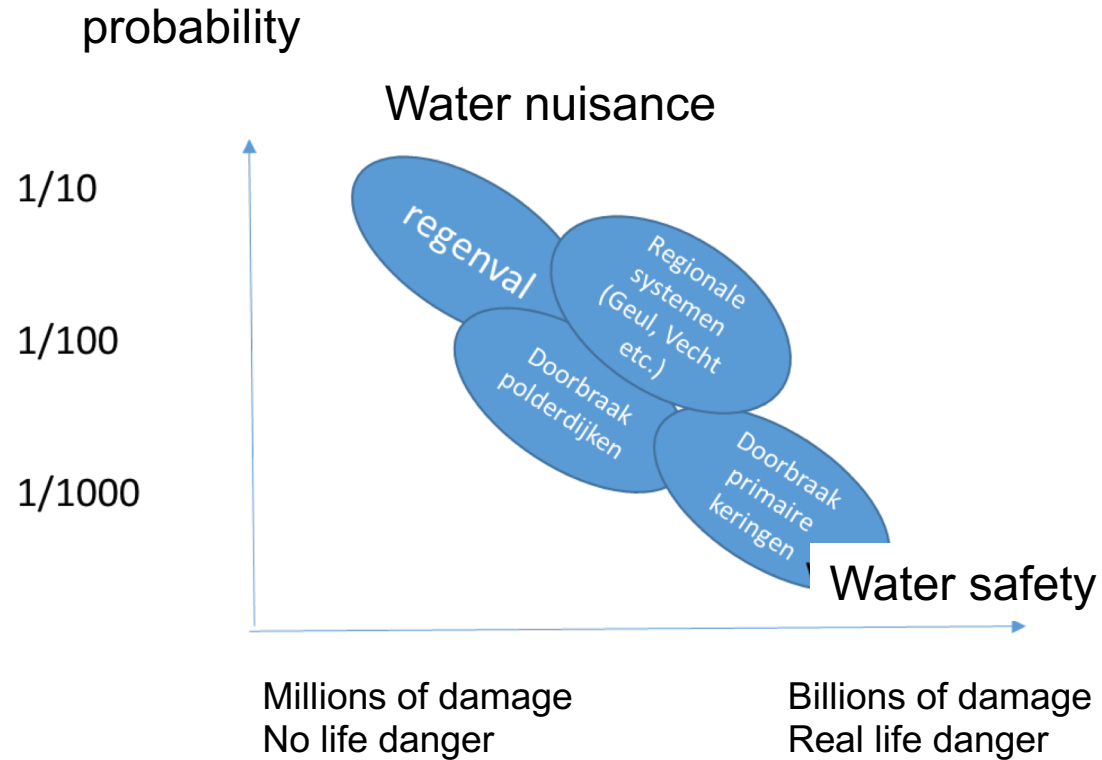 probability
Water nuisance
1/10
1/100
1/1000
regenval
Regionale
systemen
(Geul, Vecht
etc.)
Doorbraak
polderdijken
Doorbraak
primaire
keringen
Water safety
Millions of damage
No life danger
Billions of damage
Real life danger